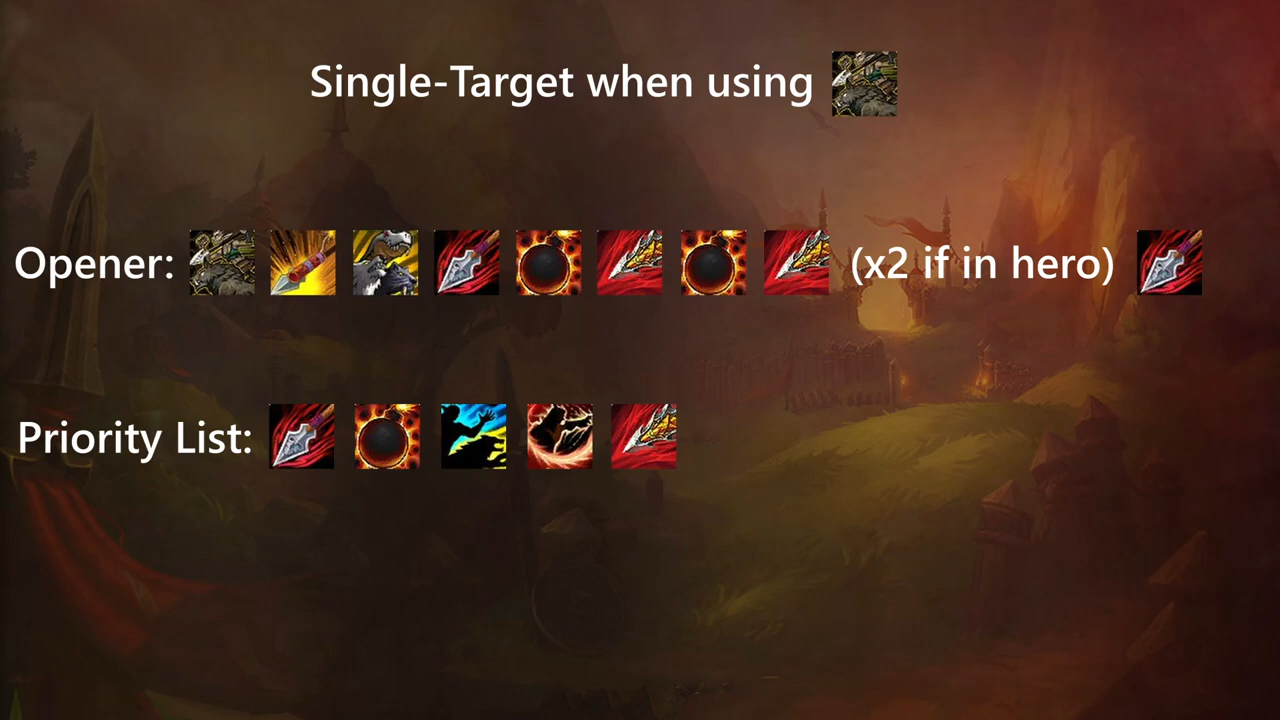 Single-Target when using
Opener: (x2 if in hero)
Priority List: